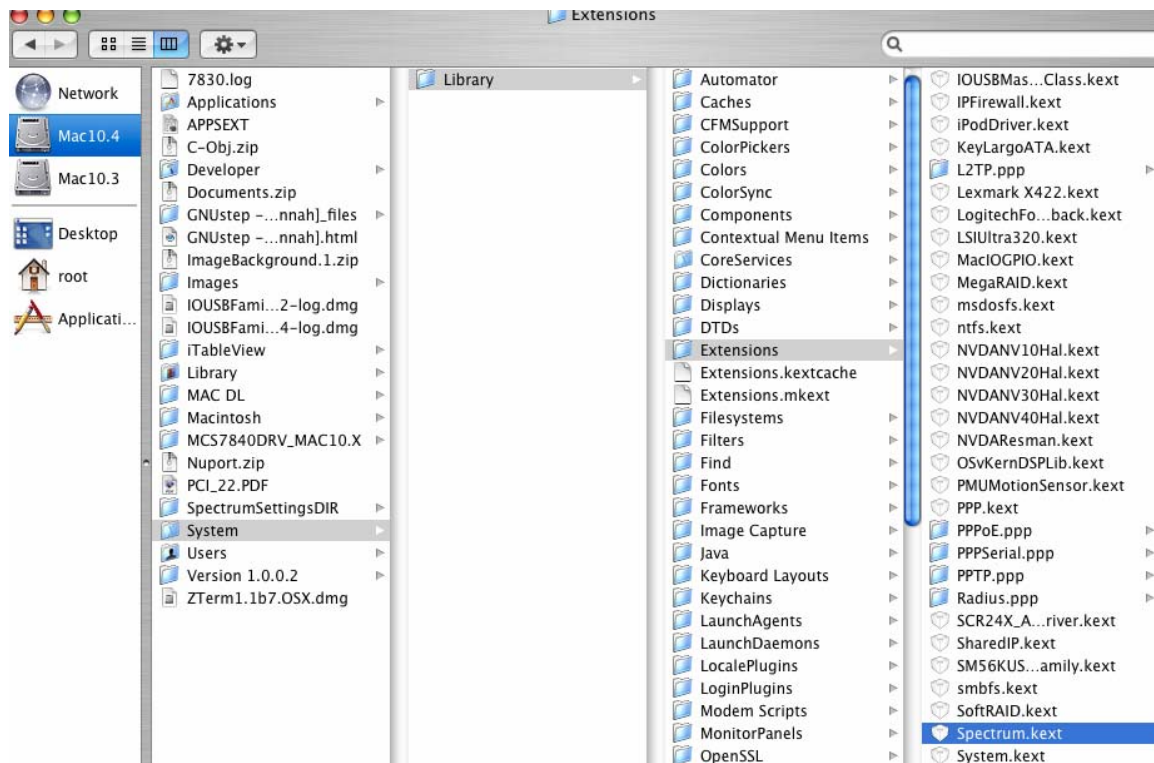 Extensions
Network
Mac10.4
Mac10.3
Desktop
root
Applicati...
7830.log
Applications
APPSEXT
C-Obj.zip
Developer
Documents.zip
GNUstep -...nnah]_files
GNUstep -...nnah].html
ImageBackground.1.zip
Images
IOUSBFami...2-log.dmg
IOUSBFami...4-log.dmg
iTableView
Library
MAC DL
Macintosh
MCS7840DRV_MAC10.X
Nuport.zip
PCI_22.PDF
SpectrumSettingsDIR
System
Users
Version 1.0.0.2
ZTerm1.1b7.OSX.dmg
Library
Automator
Caches
CFMSupport
ColorPickers
Colors
ColorSync
Components
Contextual Menu Items
CoreServices
Dictionaries
Displays
DTDs
Extensions
Extensions.kextcache
Extensions.mkext
Filesystems
Filters
Find
Fonts
Frameworks
Image Capture
Java
Keyboard Layouts
Keychains
LaunchAgents
LaunchDaemons
LocalePlugins
LoginPlugins
Modem Scripts
MonitorPanels
OpenSSL
IOUSBMas...Class.kext
IPFirewall.kext
iPodDriver.kext
KeyLargoATA.kext
L2TP.ppp
Lexmark X422.kext
LogitechFo...back.kext
LSIUltra320.kext
MacIOGPIO.kext
MegaRAID.kext
msdosfs.kext
ntfs.kext
NVDANV10Hal.kext
NVDANV20Hal.kext
NVDANV30Hal.kext
NVDANV40Hal.kext
NVDAResman.kext
OSvKernDSPLib.kext
PMUMotionSensor.kext
PPP.kext
PPPoE.ppp
PPPSerial.ppp
PPTP.ppp
Radius.ppp
SCR24X_A...river.kext
SharedIP.kext
SM56KUS...amily.kext
smbfs.kext
SoftRAID.kext
Spectrum.kext
System.kext